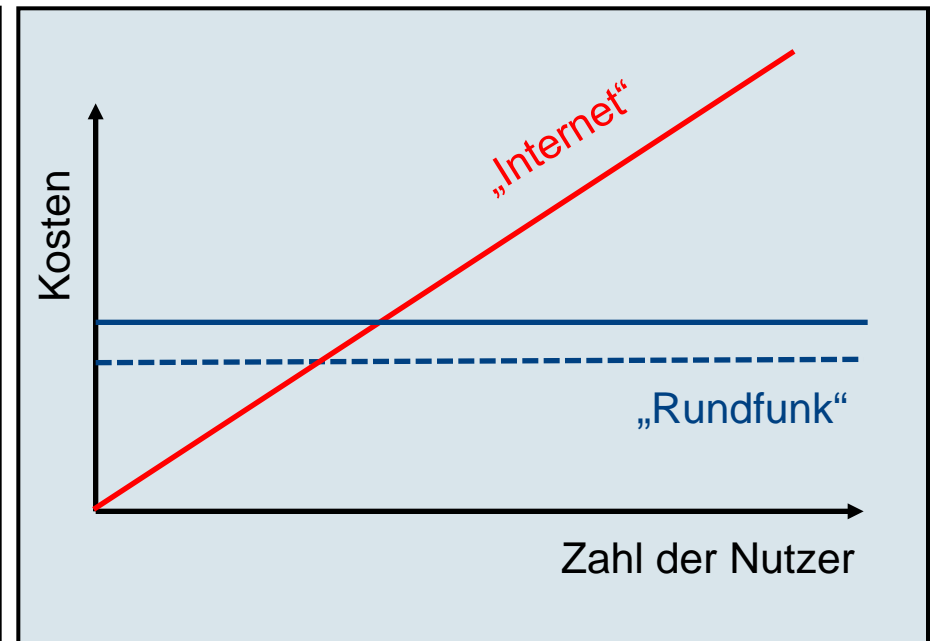 „Internet“
Kosten
„Rundfunk“
Zahl der Nutzer